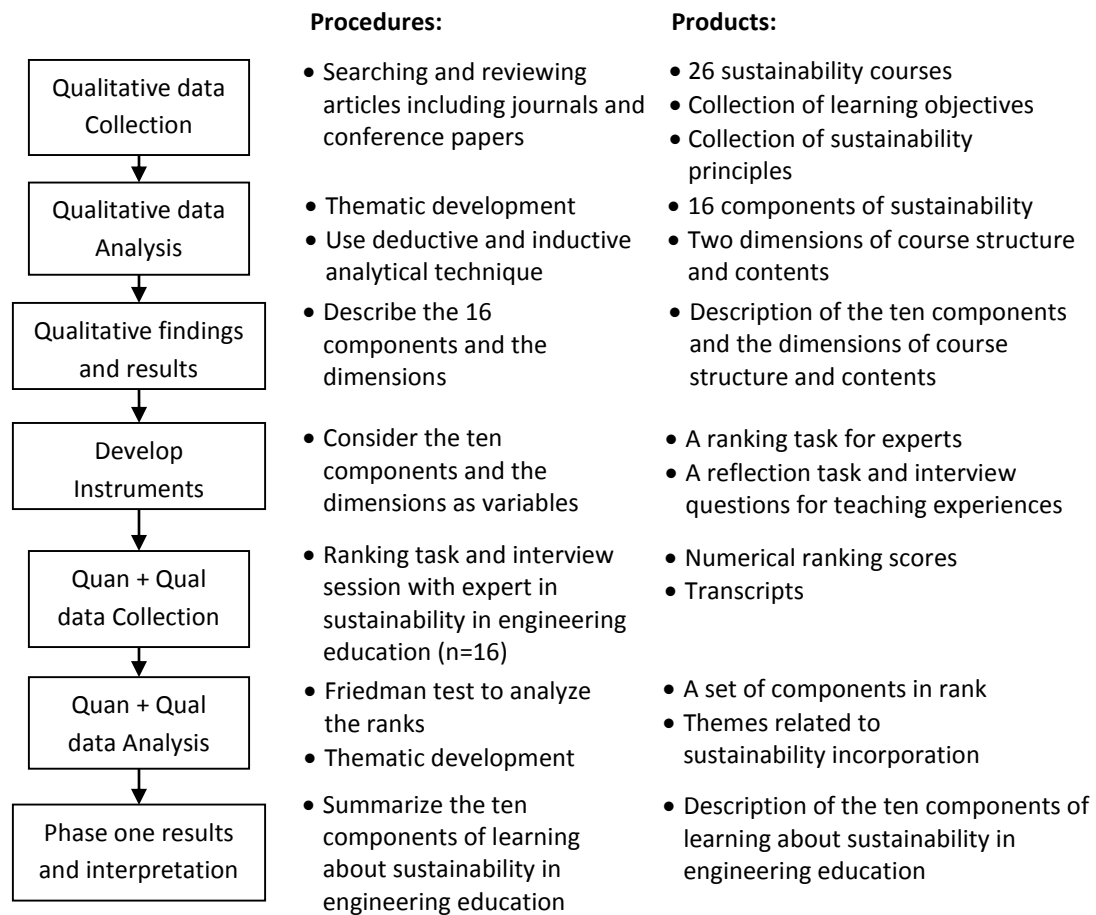 Procedures:
Products:
Qualitative data
Collection
• Searching and reviewing
articles including journals and
conference papers
• 26 sustainability courses
• Collection of learning objectives
• Collection of sustainability
principles
Qualitative data
Analysis
• Thematic development
• Use deductive and inductive
analytical technique
• 16 components of sustainability
• Two dimensions of course structure
and contents
Qualitative findings
and results
• Describe the 16
components and the
dimensions
• Description of the ten components
and the dimensions of course
structure and contents
Develop
Instruments
• Consider the ten
components and the
dimensions as variables
• A ranking task for experts
• A reflection task and interview
questions for teaching experiences
Quan + Qual
data Collection
• Ranking task and interview
session with expert in
sustainability in engineering
education (n=16)
• Numerical ranking scores
• Transcripts
Quan + Qual
data Analysis
• Friedman test to analyze
the ranks
• Thematic development
• A set of components in rank
• Themes related to
sustainability incorporation
Phase one results
and interpretation
• Summarize the ten
components of learning
about sustainability in
engineering education
• Description of the ten components of
learning about sustainability in
engineering education